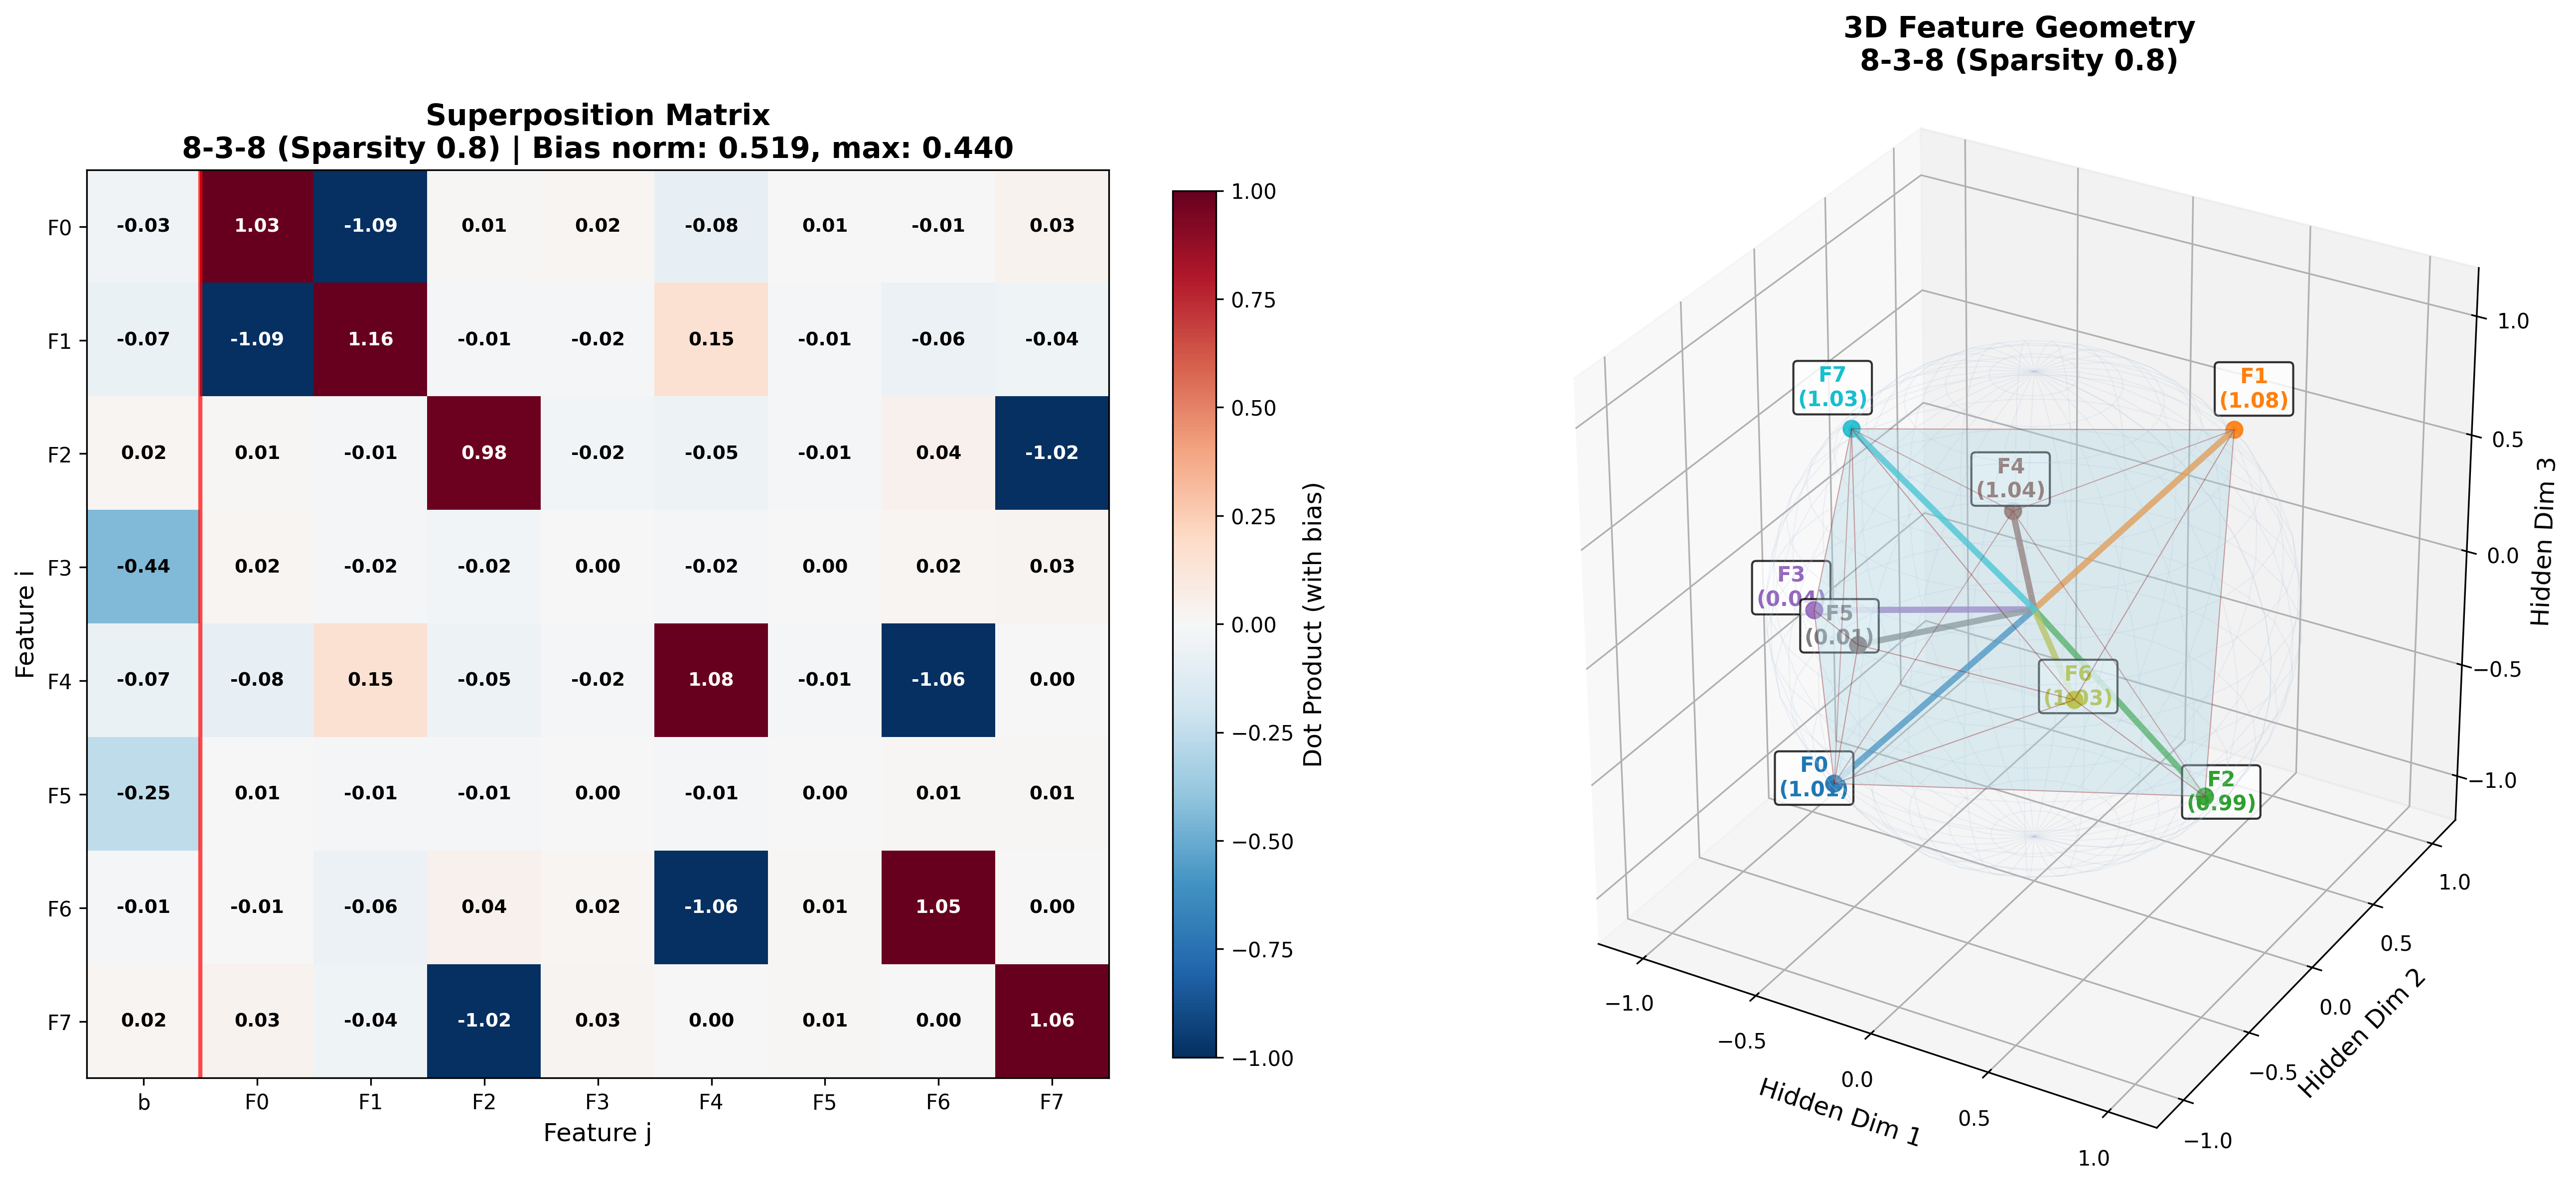 Superposition Matrix
8-3-8 (Sparsity 0.8) | Bias norm: 0.519, max: 0.440
F0 -0.03 1.03 -1.09 0.01 0.02 -0.08 0.01 -0.01 0.03
F1 -0.07 -1.09 1.16 -0.01 -0.02 0.15 -0.01 -0.06 -0.04
F2 0.02 0.01 -0.01 0.98 -0.02 -0.05 -0.01 0.04 -1.02
F3 -0.44 0.02 -0.02 -0.02 0.00 -0.02 0.00 0.02 0.03
F4 -0.07 -0.08 0.15 -0.05 -0.02 1.08 -0.01 -1.06 0.00
F5 -0.25 0.01 -0.01 -0.01 0.00 -0.01 0.00 0.01 0.01
F6 -0.01 -0.01 -0.06 0.04 0.02 -1.06 0.01 1.05 0.00
F7 0.02 0.03 -0.04 -1.02 0.03 0.00 0.01 0.00 1.06
b F0 F1 F2 F3 F4 F5 F6 F7
Feature j
Feature i
1.00
0.75
0.50
0.25
0.00
−0.25
−0.50
−0.75
−1.00
Dot Product (with bias)
3D Feature Geometry
8-3-8 (Sparsity 0.8)
F7
(1.03)
F1
(1.08)
F4
(1.04)
F3
(0.04)
F5
(0.01)
F6
(1.03)
F0
(1.01)
F2
(0.99)
1.0
0.5
0.0
−0.5
−1.0
Hidden Dim 3
−1.0
−0.5
0.0
0.5
1.0
Hidden Dim 1
1.0
0.5
0.0
−0.5
−1.0
Hidden Dim 2